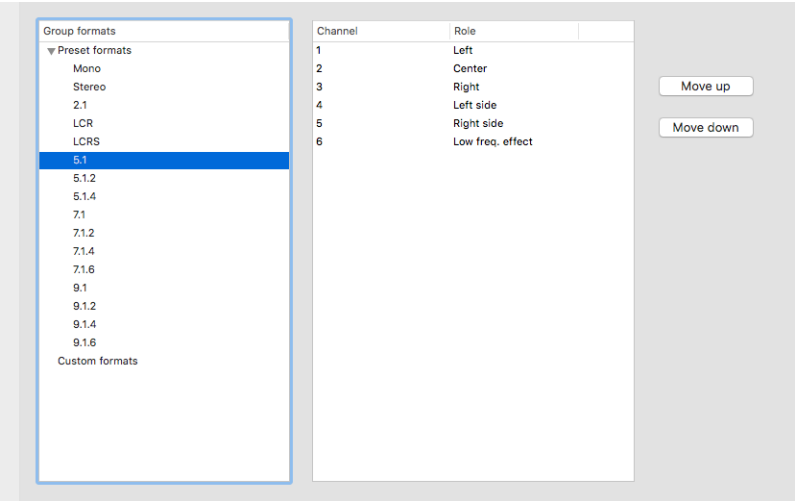 Group formats
Preset formats
Mono
Stereo
2.1
LCR
LCRS
5.1
5.1.2
5.1.4
7.1
7.1.2
7.1.4
7.1.6
9.1
9.1.2
9.1.4
9.1.6
Custom formats
Channel Role
1 Left
2 Center
3 Right
4 Left side
5 Right side
6 Low freq. effect
Move up
Move down